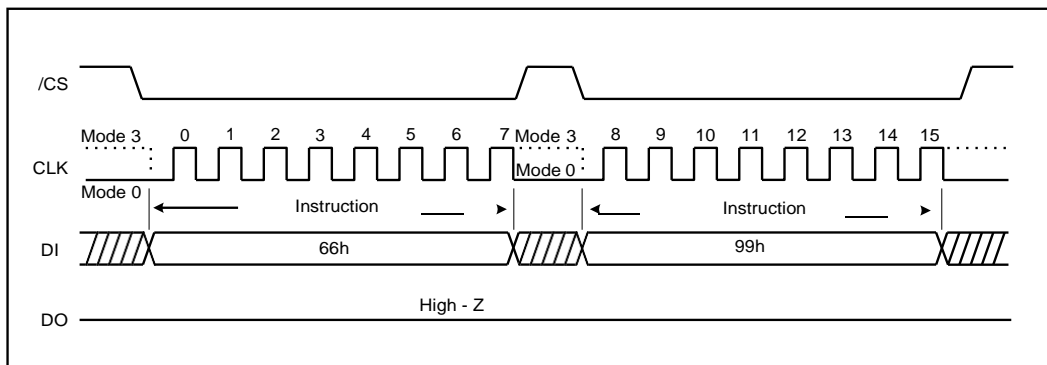 /CS
Mode 3 0 1 2 3 4 5 6 7 Mode 3 8 9 10 11 12 13 14 15
CLK
Mode 0
Mode 0
Instruction Instruction
DI 66h 99h
High - Z
DO